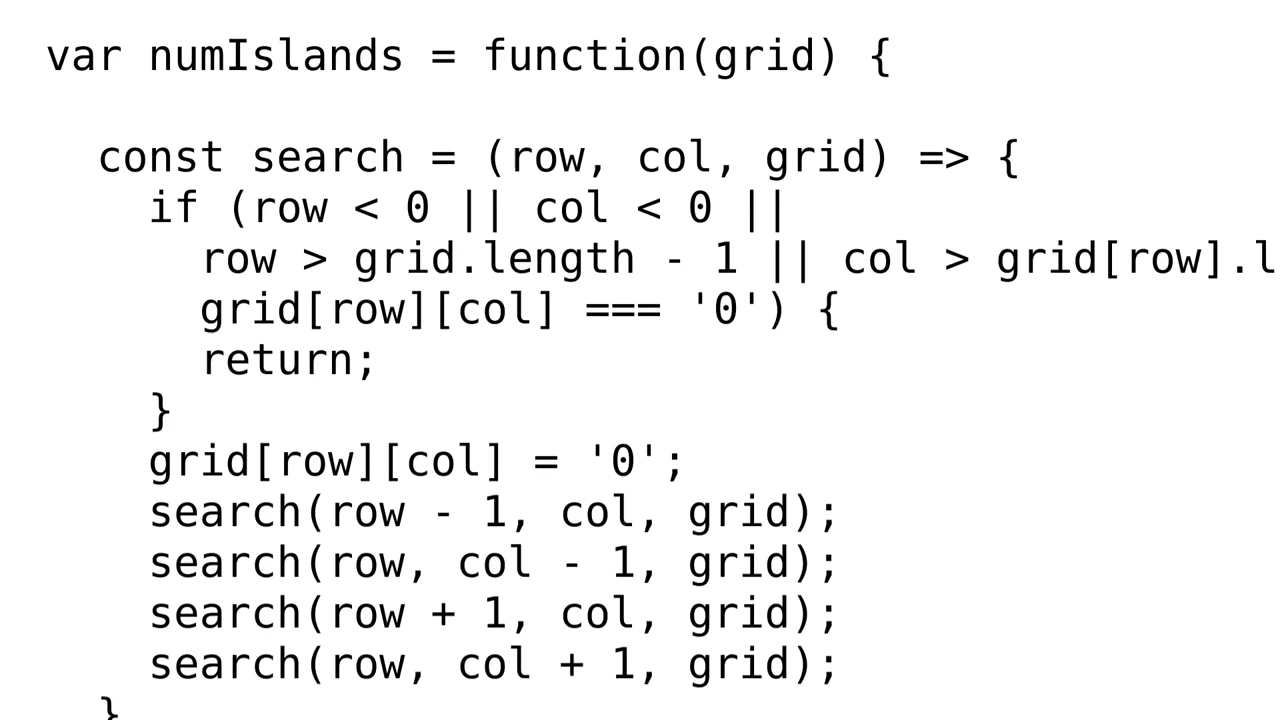 var numIslands = function(grid) {
const search = (row, col, grid) => {
if (row < 0 || col < 0 ||
row > grid.length - 1 || col > grid[row].l
grid[row][col] === '0') {
return;
}
grid[row][col] = '0';
search(row - 1, col, grid);
search(row, col - 1, grid);
search(row + 1, col, grid);
search(row, col + 1, grid);
}